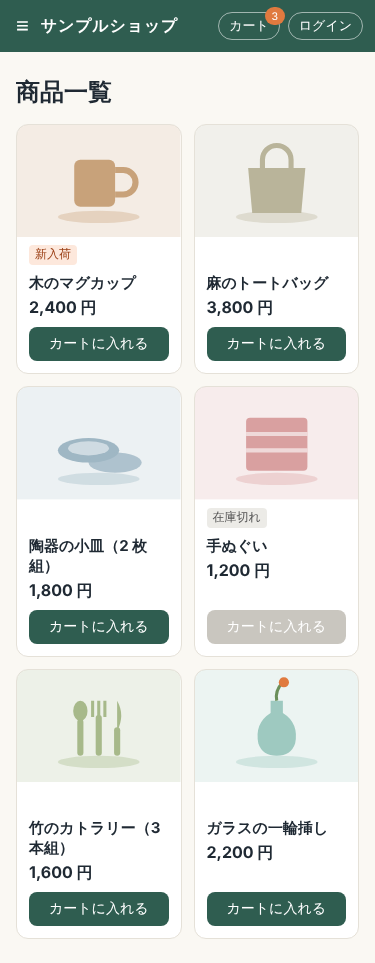 ≡ サンプルショップ カート 3 ログイン
商品一覧
新入荷
木のマグカップ
2,400 円
カートに入れる
麻のトートバッグ
3,800 円
カートに入れる
陶器の小皿（2 枚
組）
1,800 円
カートに入れる
在庫切れ
手ぬぐい
1,200 円
カートに入れる
竹のカトラリー（3
本組）
1,600 円
カートに入れる
ガラスの一輪挿し
2,200 円
カートに入れる